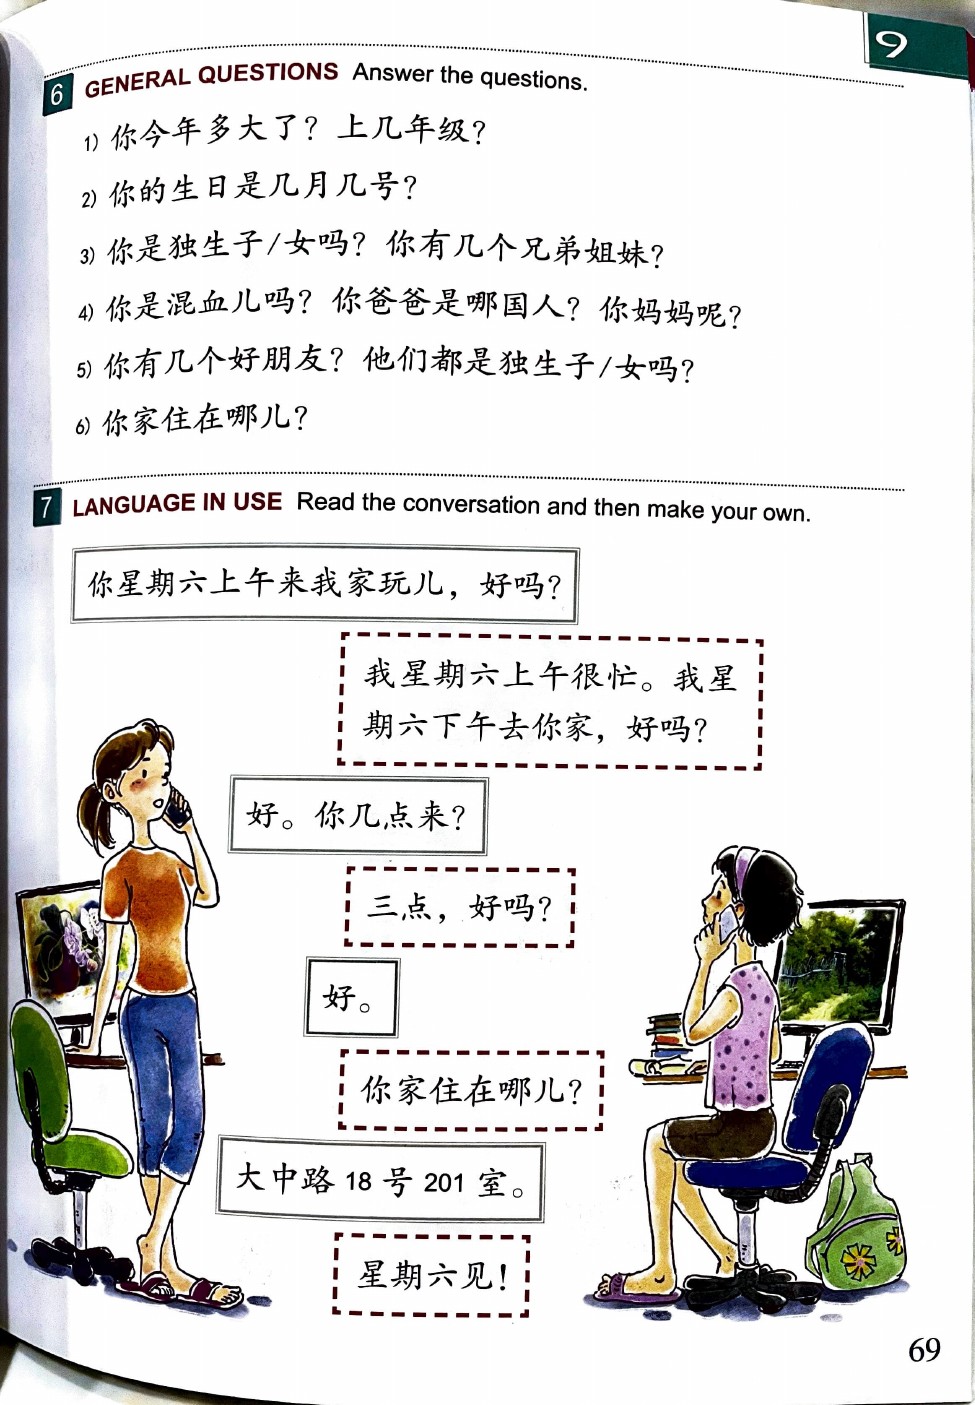 9
6 GENERAL QUESTIONS Answer the questions.
1) 你今年多大了？上几年级？
2) 你的生日是几月几号？
3) 你是独生子/女吗？你有几个兄弟姐妹？
4) 你是混血儿吗？你爸爸是哪国人？你妈妈呢？
5) 你有几个好朋友？他们都是独生子/女吗？
6) 你家住在哪儿？
7 LANGUAGE IN USE Read the conversation and then make your own.
你星期六上午来我家玩儿，好吗？
我星期六上午很忙。我星
期六下午去你家，好吗？
好。你几点来？
三点，好吗？
好。
你家住在哪儿？
大中路 18 号 201 室。
星期六见！
69